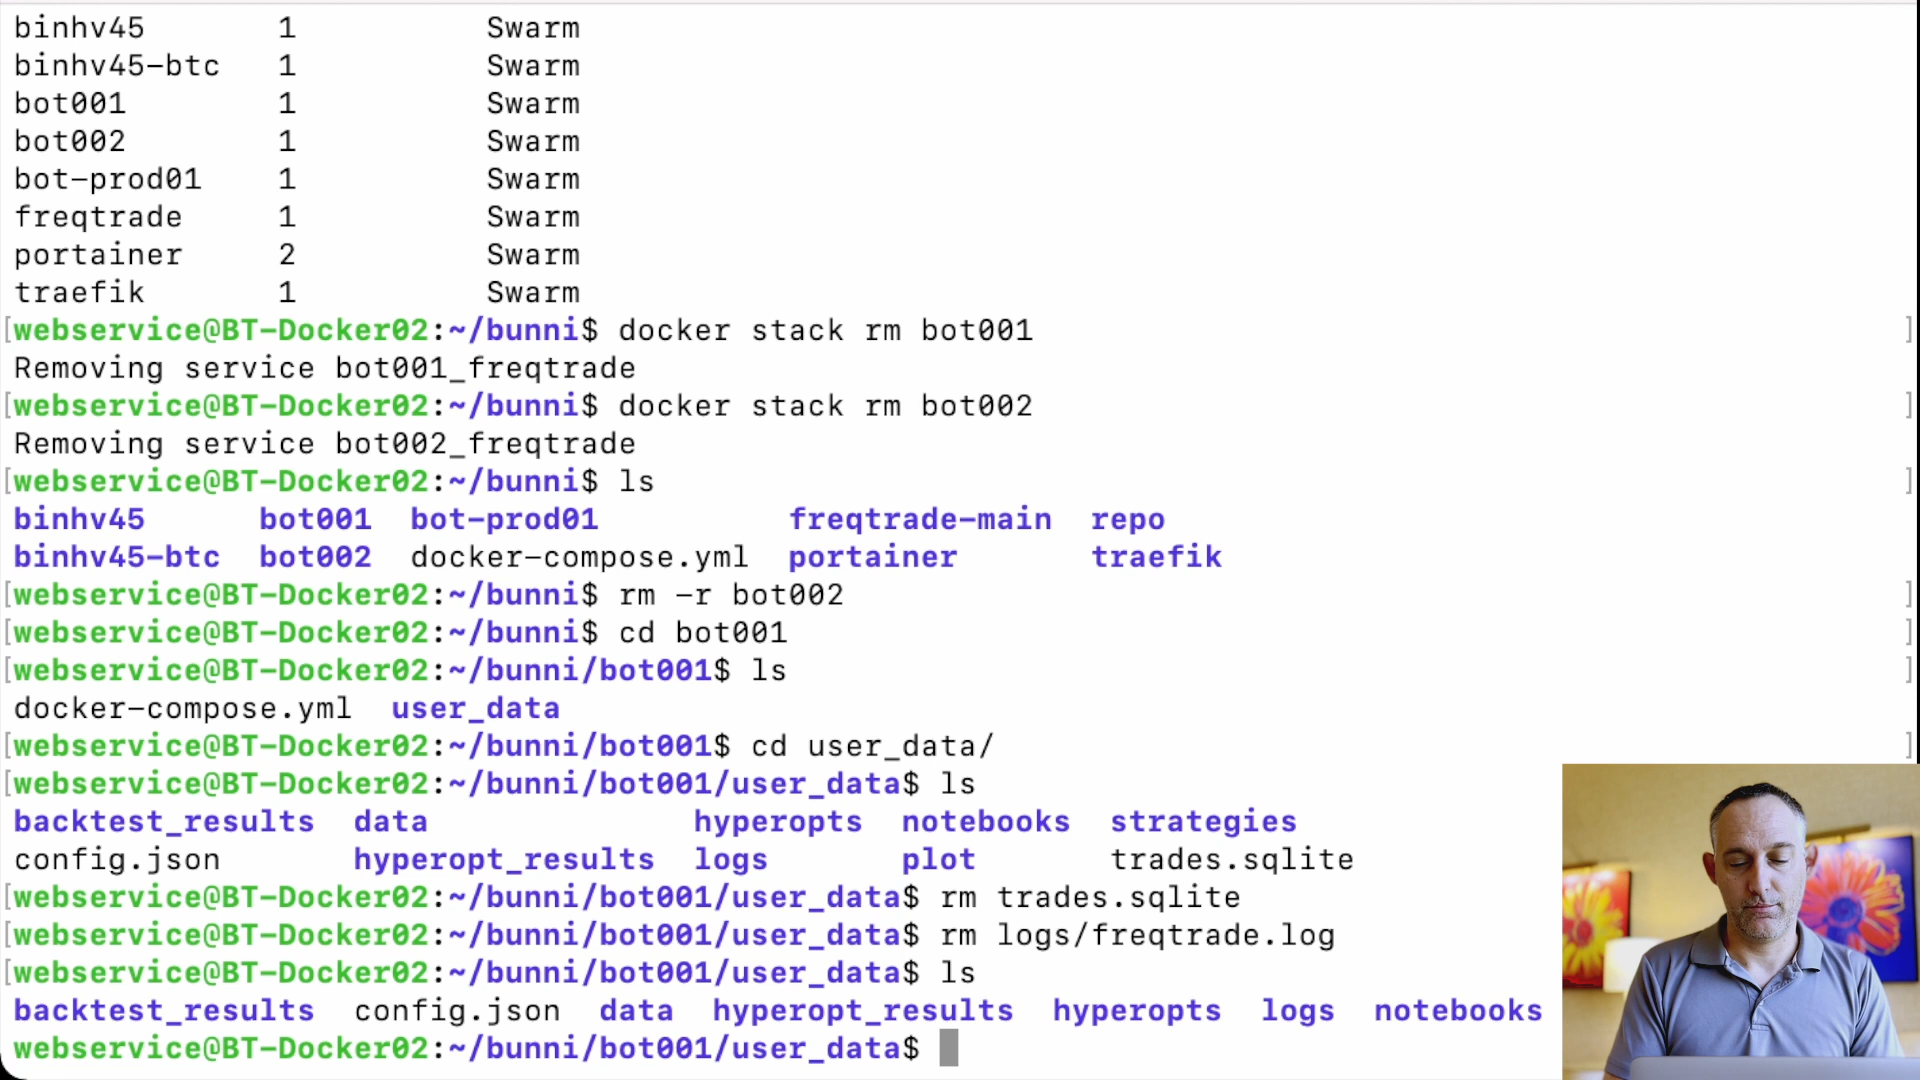 binhv45 1 Swarm
binhv45-btc 1 Swarm
bot001 1 Swarm
bot002 1 Swarm
bot-prod01 1 Swarm
freqtrade 1 Swarm
portainer 2 Swarm
traefik 1 Swarm
[webservice@BT-Docker02:~/bunni$ docker stack rm bot001 ]
Removing service bot001_freqtrade
[webservice@BT-Docker02:~/bunni$ docker stack rm bot002 ]
Removing service bot002_freqtrade
[webservice@BT-Docker02:~/bunni$ ls ]
binhv45 bot001 bot-prod01 freqtrade-main repo
binhv45-btc bot002 docker-compose.yml portainer traefik
[webservice@BT-Docker02:~/bunni$ rm -r bot002 ]
[webservice@BT-Docker02:~/bunni$ cd bot001 ]
[webservice@BT-Docker02:~/bunni/bot001$ ls ]
docker-compose.yml user_data
[webservice@BT-Docker02:~/bunni/bot001$ cd user_data/ ]
[webservice@BT-Docker02:~/bunni/bot001/user_data$ ls
backtest_results data hyperopts notebooks strategies
config.json hyperopt_results logs plot trades.sqlite
[webservice@BT-Docker02:~/bunni/bot001/user_data$ rm trades.sqlite
[webservice@BT-Docker02:~/bunni/bot001/user_data$ rm logs/freqtrade.log
[webservice@BT-Docker02:~/bunni/bot001/user_data$ ls
backtest_results config.json data hyperopt_results hyperopts logs notebooks
webservice@BT-Docker02:~/bunni/bot001/user_data$